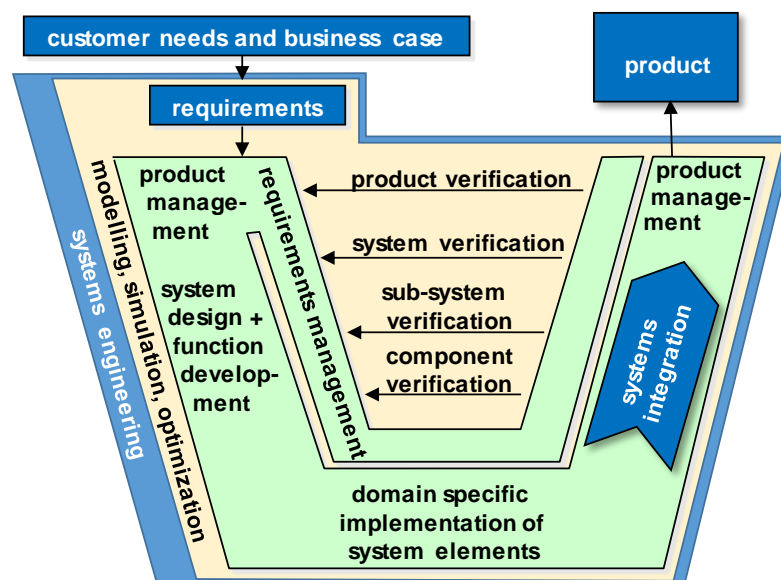 customer needs and business case
product
requirements
product
manage-
ment
requirements management
product verification
product
manage-
ment
modelling, simulation, optimization
systems engineering
system verification
system
design +
function
develop-
ment
sub-system
verification
component
verification
systems
integration
domain specific
implementation of
system elements